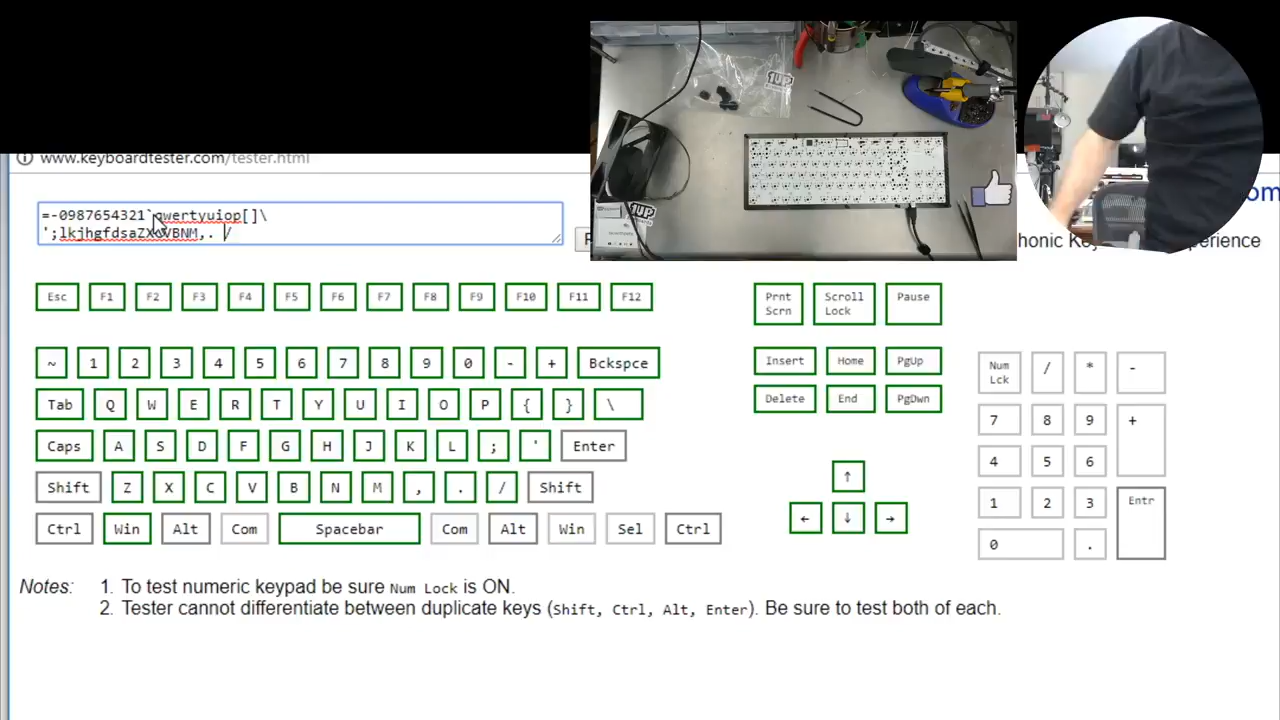 1UP
1UP
www.keyboardtester.com/tester.html
om
=-0987654321`qwertyuiop[]\
';lkjhgfdsaZXCVBNM,. /
phonic Key
perience
Esc F1 F2 F3 F4 F5 F6 F7 F8 F9 F10 F11 F12 Prnt Scrn Scroll Lock Pause
~ 1 2 3 4 5 6 7 8 9 0 - + Bckspce Insert Home PgUp Num Lck / * -
Tab Q W E R T Y U I O P { } \ Delete End PgDwn 7 8 9 +
Caps A S D F G H J K L ; ' Enter 4 5 6
Shift Z X C V B N M , . / Shift ↑ 1 2 3 Entr
Ctrl Win Alt Com Spacebar Com Alt Win Sel Ctrl ← ↓ → 0 .
Notes: 1. To test numeric keypad be sure Num Lock is ON.
2. Tester cannot differentiate between duplicate keys (Shift, Ctrl, Alt, Enter). Be sure to test both of each.